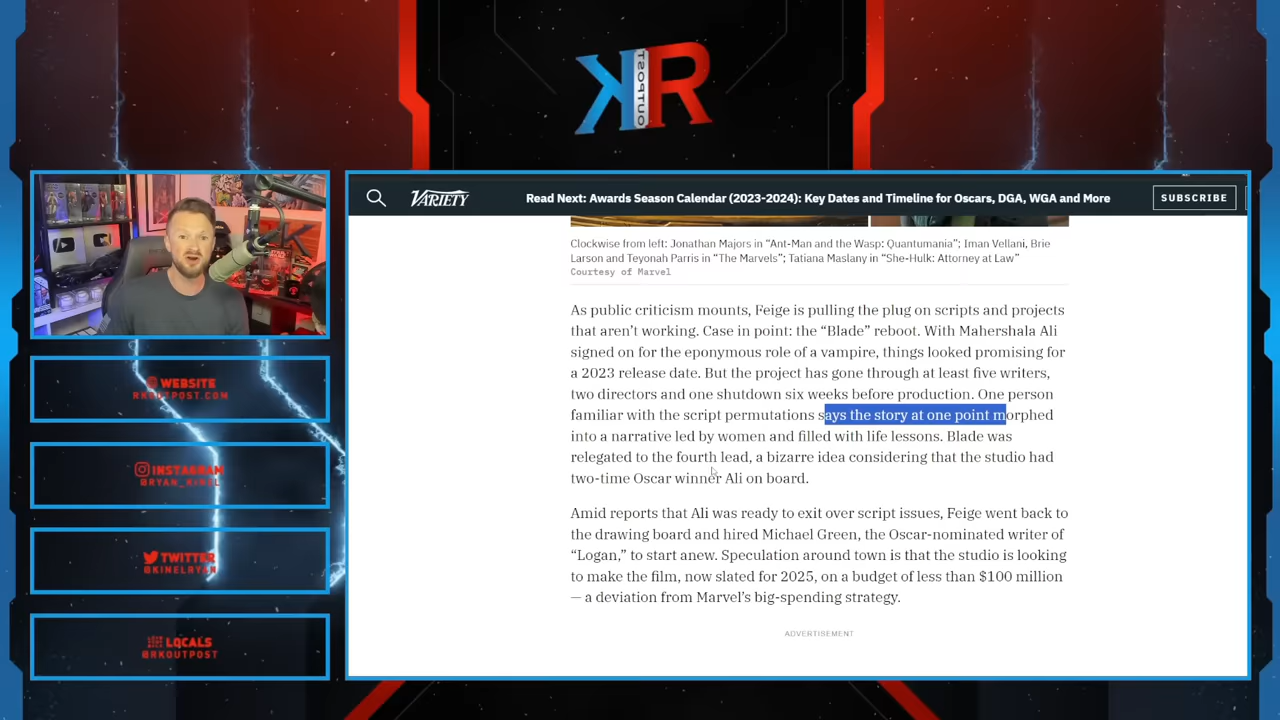 KR
OUTPOST
WEBSITE
RKOUTPOST.COM
INSTAGRAM
@RYAN_KINEL
TWITTER
@KINELRYAN
LOCALS
@RKOUTPOST
VARIETY
Read Next: Awards Season Calendar (2023-2024): Key Dates and Timeline for Oscars, DGA, WGA and More
SUBSCRIBE
Clockwise from left: Jonathan Majors in “Ant-Man and the Wasp: Quantumania”; Iman Vellani, Brie
Larson and Teyonah Parris in “The Marvels”; Tatiana Maslany in “She-Hulk: Attorney at Law”
Courtesy of Marvel
As public criticism mounts, Feige is pulling the plug on scripts and projects
that aren’t working. Case in point: the “Blade” reboot. With Mahershala Ali
signed on for the eponymous role of a vampire, things looked promising for
a 2023 release date. But the project has gone through at least five writers,
two directors and one shutdown six weeks before production. One person
familiar with the script permutations says the story at one point morphed
into a narrative led by women and filled with life lessons. Blade was
relegated to the fourth lead, a bizarre idea considering that the studio had
two-time Oscar winner Ali on board.
Amid reports that Ali was ready to exit over script issues, Feige went back to
the drawing board and hired Michael Green, the Oscar-nominated writer of
“Logan,” to start anew. Speculation around town is that the studio is looking
to make the film, now slated for 2025, on a budget of less than $100 million
— a deviation from Marvel’s big-spending strategy.
ADVERTISEMENT